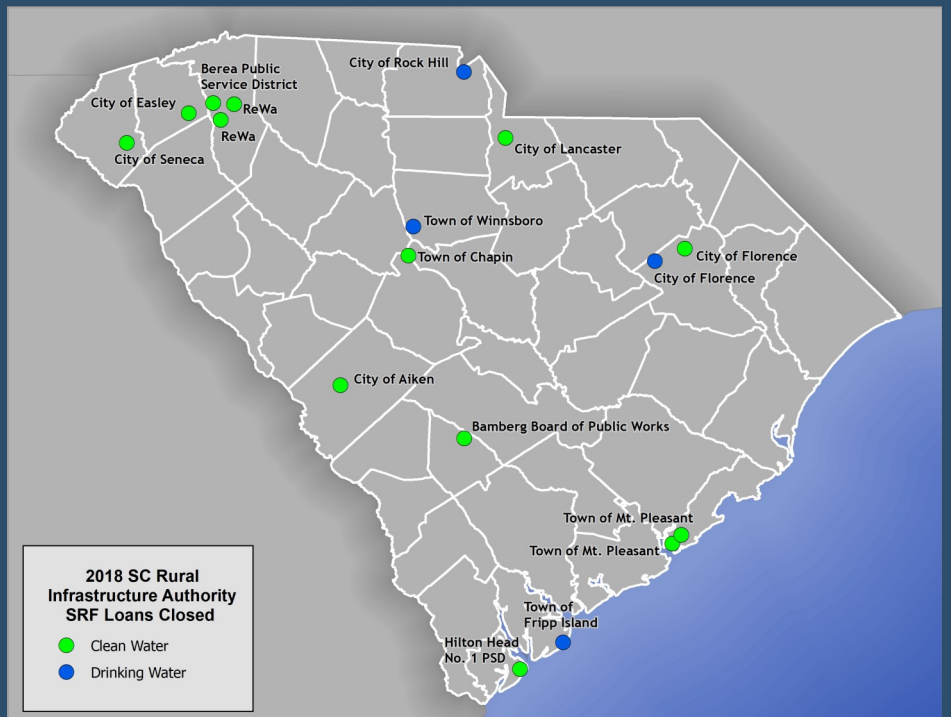 City of Rock Hill
Berea Public
Service District
City of Easley
ReWa
ReWa
City of Seneca
City of Lancaster
Town of Winnsboro
Town of Chapin
City of Florence
City of Florence
City of Aiken
Bamberg Board of Public Works
Town of Mt. Pleasant
Town of Mt. Pleasant
Town of
Fripp Island
Hilton Head
No. 1 PSD
2018 SC Rural
Infrastructure Authority
SRF Loans Closed
Clean Water
Drinking Water